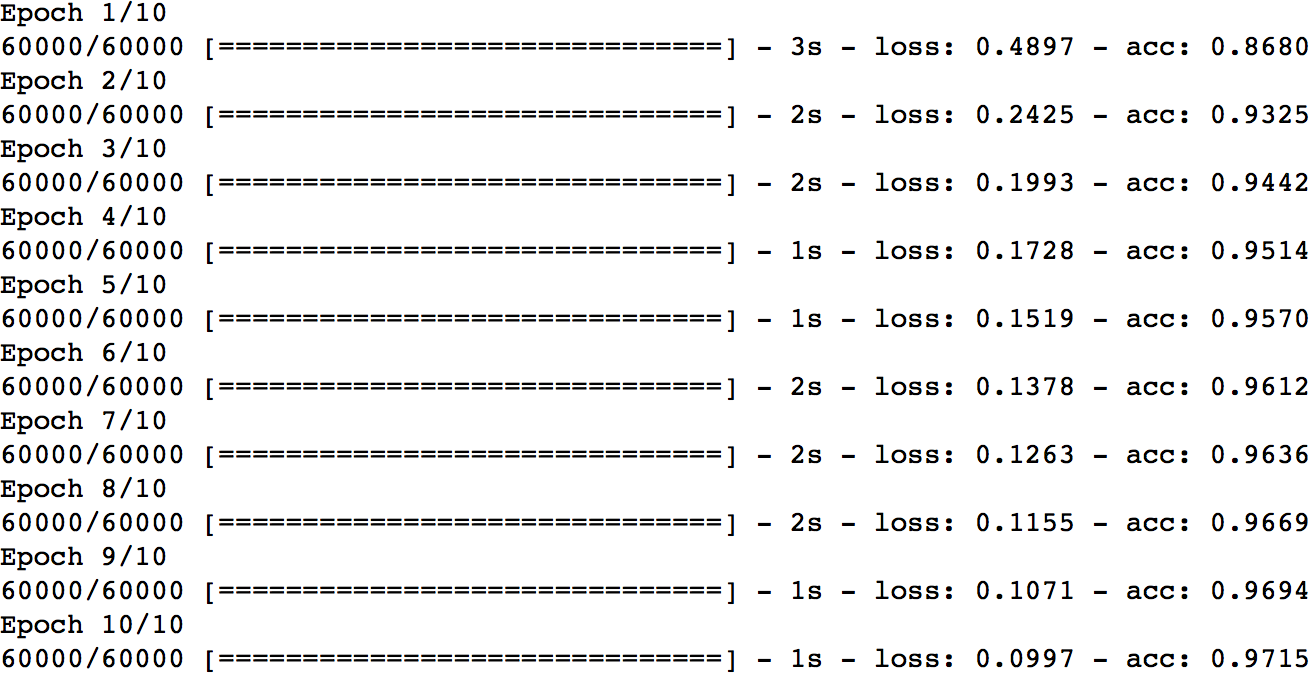 Epoch 1/10
60000/60000 [==============================] - 3s - loss: 0.4897 - acc: 0.8680
Epoch 2/10
60000/60000 [==============================] - 2s - loss: 0.2425 - acc: 0.9325
Epoch 3/10
60000/60000 [==============================] - 2s - loss: 0.1993 - acc: 0.9442
Epoch 4/10
60000/60000 [==============================] - 1s - loss: 0.1728 - acc: 0.9514
Epoch 5/10
60000/60000 [==============================] - 1s - loss: 0.1519 - acc: 0.9570
Epoch 6/10
60000/60000 [==============================] - 2s - loss: 0.1378 - acc: 0.9612
Epoch 7/10
60000/60000 [==============================] - 2s - loss: 0.1263 - acc: 0.9636
Epoch 8/10
60000/60000 [==============================] - 2s - loss: 0.1155 - acc: 0.9669
Epoch 9/10
60000/60000 [==============================] - 1s - loss: 0.1071 - acc: 0.9694
Epoch 10/10
60000/60000 [==============================] - 1s - loss: 0.0997 - acc: 0.9715